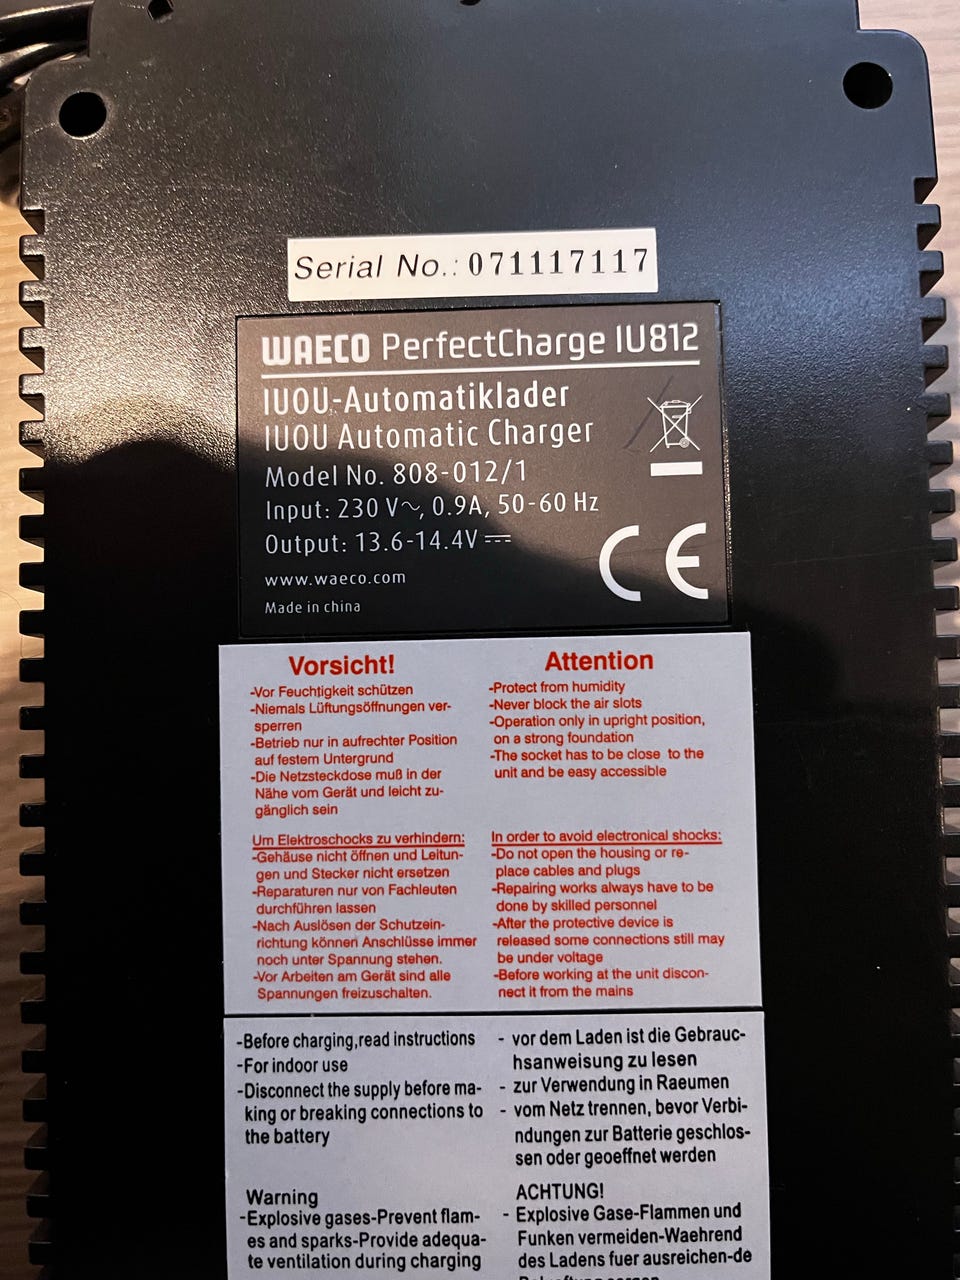 Serial No.: 071117117
WAECO PerfectCharge IU812
IUOU-Automatiklader
IUOU Automatic Charger
Model No. 808-012/1
Input: 230 V~, 0.9A, 50-60 Hz
Output: 13.6-14.4V ⎓
www.waeco.com
Made in china
CE
Vorsicht!
-Vor Feuchtigkeit schützen
-Niemals Lüftungsöffnungen ver-
sperren
-Betrieb nur in aufrechter Position
auf festem Untergrund
-Die Netzsteckdose muß in der
Nähe vom Gerät und leicht zu-
gänglich sein
Um Elektroschocks zu verhindern:
-Gehäuse nicht öffnen und Leitun-
gen und Stecker nicht ersetzen
-Reparaturen nur von Fachleuten
durchführen lassen
-Nach Auslösen der Schutzein-
richtung können Anschlüsse immer
noch unter Spannung stehen.
-Vor Arbeiten am Gerät sind alle
Spannungen freizuschalten.
Attention
-Protect from humidity
-Never block the air slots
-Operation only in upright position,
on a strong foundation
-The socket has to be close to the
unit and be easy accessible
In order to avoid electronical shocks:
-Do not open the housing or re-
place cables and plugs
-Repairing works always have to be
done by skilled personnel
-After the protective device is
released some connections still may
be under voltage
-Before working at the unit discon-
nect it from the mains
-Before charging,read instructions
-For indoor use
-Disconnect the supply before ma-
king or breaking connections to
the battery
Warning
-Explosive gases-Prevent flam-
es and sparks-Provide adequa-
te ventilation during charging
- vor dem Laden ist die Gebrauc-
hsanweisung zu lesen
- zur Verwendung in Raeumen
- vom Netz trennen, bevor Verbi-
ndungen zur Batterie geschlos-
sen oder geoeffnet werden
ACHTUNG!
- Explosive Gase-Flammen und
Funken vermeiden-Waehrend
des Ladens fuer ausreichen-de